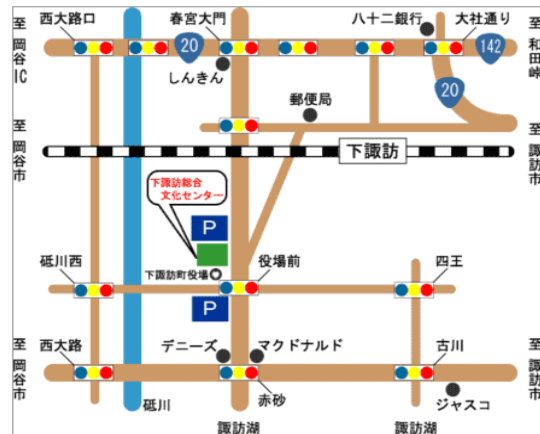 至
岡谷IC
西大路口
20
春宮大門
しんきん
八十二銀行
大社通り
142
至
和田峠
20
郵便局
至
岡谷市
下諏訪
至
諏訪市
下諏訪総合
文化センター
P
下諏訪町役場
砥川西
役場前
四王
P
至
岡谷市
西大路
デニーズ
マクドナルド
古川
至
諏訪市
砥川
赤砂
ジャスコ
諏訪湖
諏訪湖